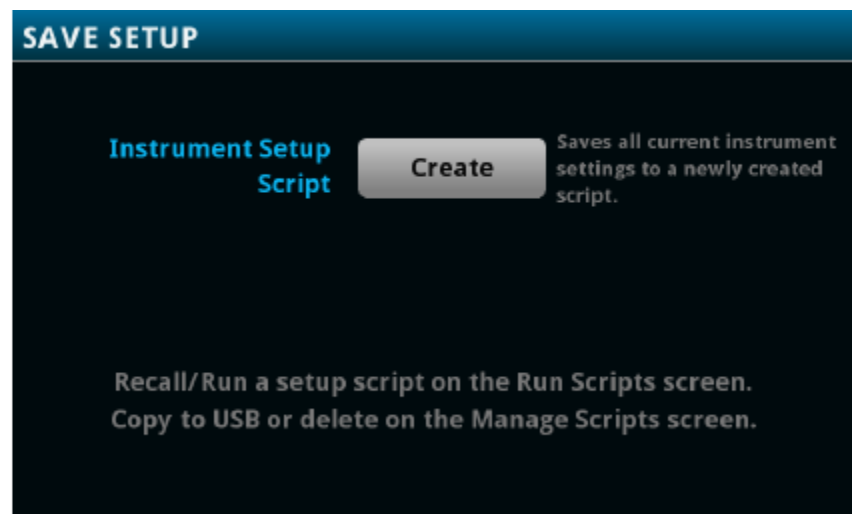 SAVE SETUP
Instrument Setup
Script
Create
Saves all current instrument
settings to a newly created
script.
Recall/Run a setup script on the Run Scripts screen.
Copy to USB or delete on the Manage Scripts screen.